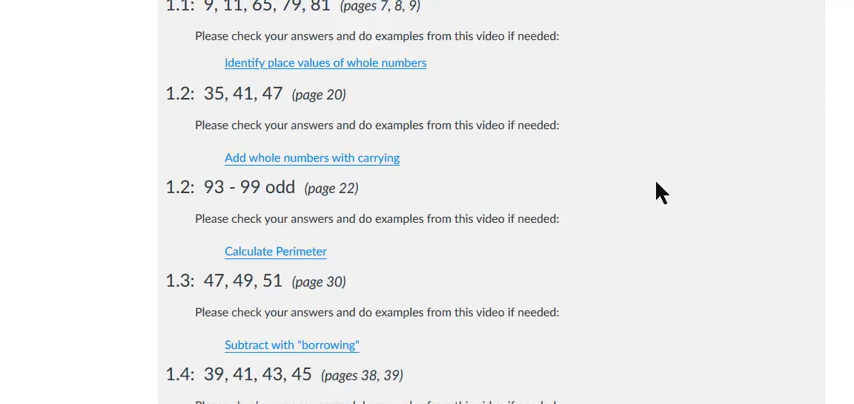 1.1: 9, 11, 65, 79, 81 (pages 7, 8, 9)
Please check your answers and do examples from this video if needed:
Identify place values of whole numbers
1.2: 35, 41, 47 (page 20)
Please check your answers and do examples from this video if needed:
Add whole numbers with carrying
1.2: 93 - 99 odd (page 22)
Please check your answers and do examples from this video if needed:
Calculate Perimeter
1.3: 47, 49, 51 (page 30)
Please check your answers and do examples from this video if needed:
Subtract with "borrowing"
1.4: 39, 41, 43, 45 (pages 38, 39)